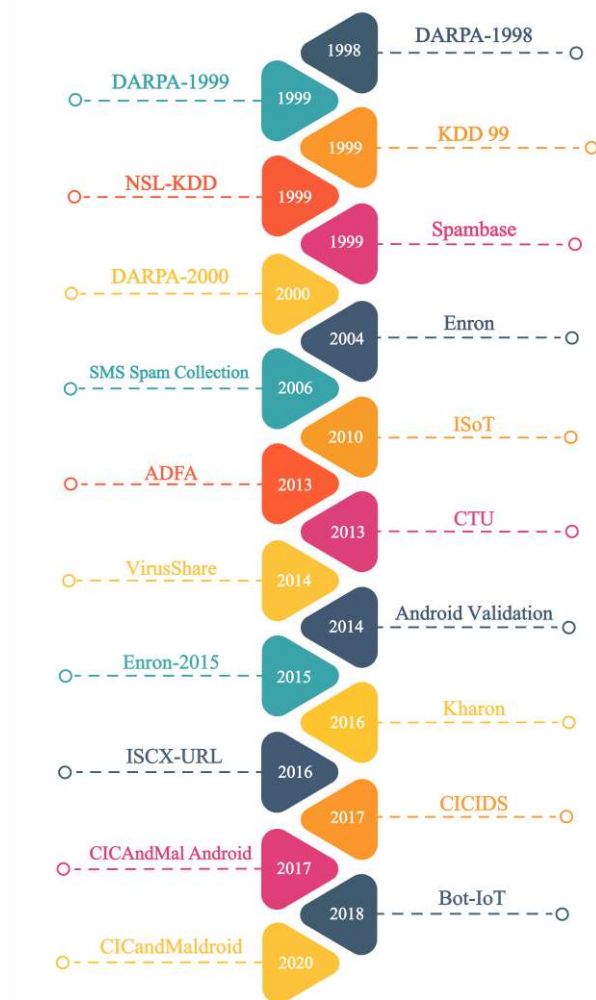 DARPA-1998
1998
DARPA-1999
1999
KDD 99
1999
NSL-KDD
1999
Spambase
1999
DARPA-2000
2000
Enron
2004
SMS Spam Collection
2006
ISoT
2010
ADFA
2013
CTU
2013
VirusShare
2014
Android Validation
2014
Enron-2015
2015
Kharon
2016
ISCX-URL
2016
CICIDS
2017
CICAndMal Android
2017
Bot-IoT
2018
CICandMaldroid
2020